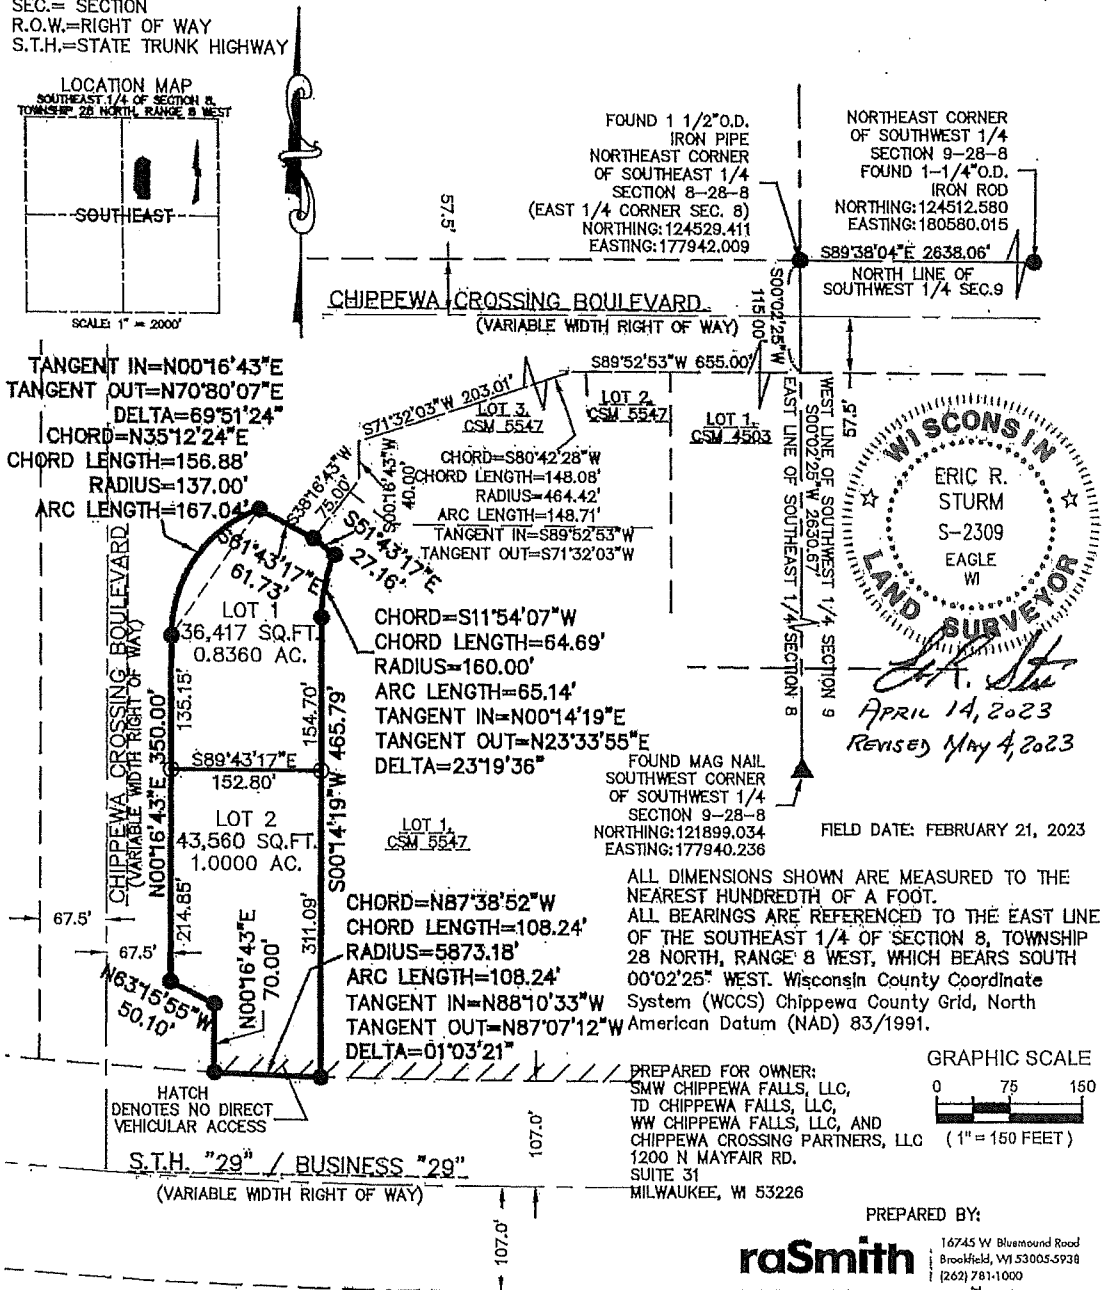 SEC.= SECTION
R.O.W.=RIGHT OF WAY
S.T.H.=STATE TRUNK HIGHWAY
LOCATION MAP
SOUTHEAST 1/4 OF SECTION 8,
TOWNSHIP 28 NORTH, RANGE 8 WEST
SOUTHEAST
SCALE: 1" = 2000'
FOUND 1 1/2"O.D.
IRON PIPE
NORTHEAST CORNER
OF SOUTHEAST 1/4
SECTION 8-28-8
(EAST 1/4 CORNER SEC. 8)
NORTHING:124529.411
EASTING:177942.009
NORTHEAST CORNER
OF SOUTHWEST 1/4
SECTION 9-28-8
FOUND 1-1/4"O.D.
IRON ROD
NORTHING:124512.580
EASTING:180580.015
S89°38'04"E 2638.06'
NORTH LINE OF
SOUTHWEST 1/4 SEC.9
57.5'
CHIPPEWA CROSSING BOULEVARD
(VARIABLE WIDTH RIGHT OF WAY)
S00°02'25"W
115.00'
57.5'
S89°52'53"W 655.00'
S71°32'03"W 203.01'
LOT 3,
CSM 5547
LOT 2,
CSM 5547
LOT 1,
CSM 4503
TANGENT IN=N00°16'43"E
TANGENT OUT=N70°80'07"E
DELTA=69°51'24"
CHORD=N35°12'24"E
CHORD LENGTH=156.88'
RADIUS=137.00'
ARC LENGTH=167.04'
S38°16'43"W
75.00'
S00°16'43"W
40.00'
CHORD=S80°42'28"W
CHORD LENGTH=148.08'
RADIUS=464.42'
ARC LENGTH=148.71'
TANGENT IN=S89°52'53"W
TANGENT OUT=S71°32'03"W
EAST LINE OF SOUTHEAST 1/4 SECTION 8
S00°02'25"W 2630.67'
WEST LINE OF SOUTHWEST 1/4 SECTION 9
WISCONSIN
ERIC R.
STURM
S-2309
EAGLE
WI
LAND SURVEYOR
APRIL 14, 2023
REVISED MAY 4, 2023
S61°43'17"E
61.73'
S51°43'17"E
27.16'
LOT 1
36,417 SQ.FT.
0.8360 AC.
CHORD=S11°54'07"W
CHORD LENGTH=64.69'
RADIUS=160.00'
ARC LENGTH=65.14'
TANGENT IN=N00°14'19"E
TANGENT OUT=N23°33'55"E
DELTA=23°19'36"
CHIPPEWA CROSSING BOULEVARD
(VARIABLE WIDTH RIGHT OF WAY)
N00°16'43"E 350.00'
135.15'
154.70'
S00°14'19"W 465.79'
S89°43'17"E
152.80'
LOT 2
43,560 SQ.FT.
1.0000 AC.
LOT 1,
CSM 5547
214.85'
311.09'
67.5'
67.5'
N63°15'55"W
50.10'
N00°16'43"E
70.00'
CHORD=N87°38'52"W
CHORD LENGTH=108.24'
RADIUS=5873.18'
ARC LENGTH=108.24'
TANGENT IN=N88°10'33"W
TANGENT OUT=N87°07'12"W
DELTA=01°03'21"
FOUND MAG NAIL
SOUTHWEST CORNER
OF SOUTHWEST 1/4
SECTION 9-28-8
NORTHING:121899.034
EASTING:177940.236
FIELD DATE: FEBRUARY 21, 2023
ALL DIMENSIONS SHOWN ARE MEASURED TO THE
NEAREST HUNDREDTH OF A FOOT.
ALL BEARINGS ARE REFERENCED TO THE EAST LINE
OF THE SOUTHEAST 1/4 OF SECTION 8, TOWNSHIP
28 NORTH, RANGE 8 WEST, WHICH BEARS SOUTH
00°02'25" WEST. Wisconsin County Coordinate
System (WCCS) Chippewa County Grid, North
American Datum (NAD) 83/1991.
HATCH
DENOTES NO DIRECT
VEHICULAR ACCESS
S.T.H. "29" / BUSINESS "29"
(VARIABLE WIDTH RIGHT OF WAY)
107.0'
107.0'
PREPARED FOR OWNER:
SMW CHIPPEWA FALLS, LLC,
TD CHIPPEWA FALLS, LLC,
WW CHIPPEWA FALLS, LLC, AND
CHIPPEWA CROSSING PARTNERS, LLC
1200 N MAYFAIR RD.
SUITE 31
MILWAUKEE, WI 53226
GRAPHIC SCALE
0 75 150
(1" = 150 FEET)
PREPARED BY:
raSmith
16745 W Bluemound Road
Brookfield, WI 53005-5938
(262) 781-1000